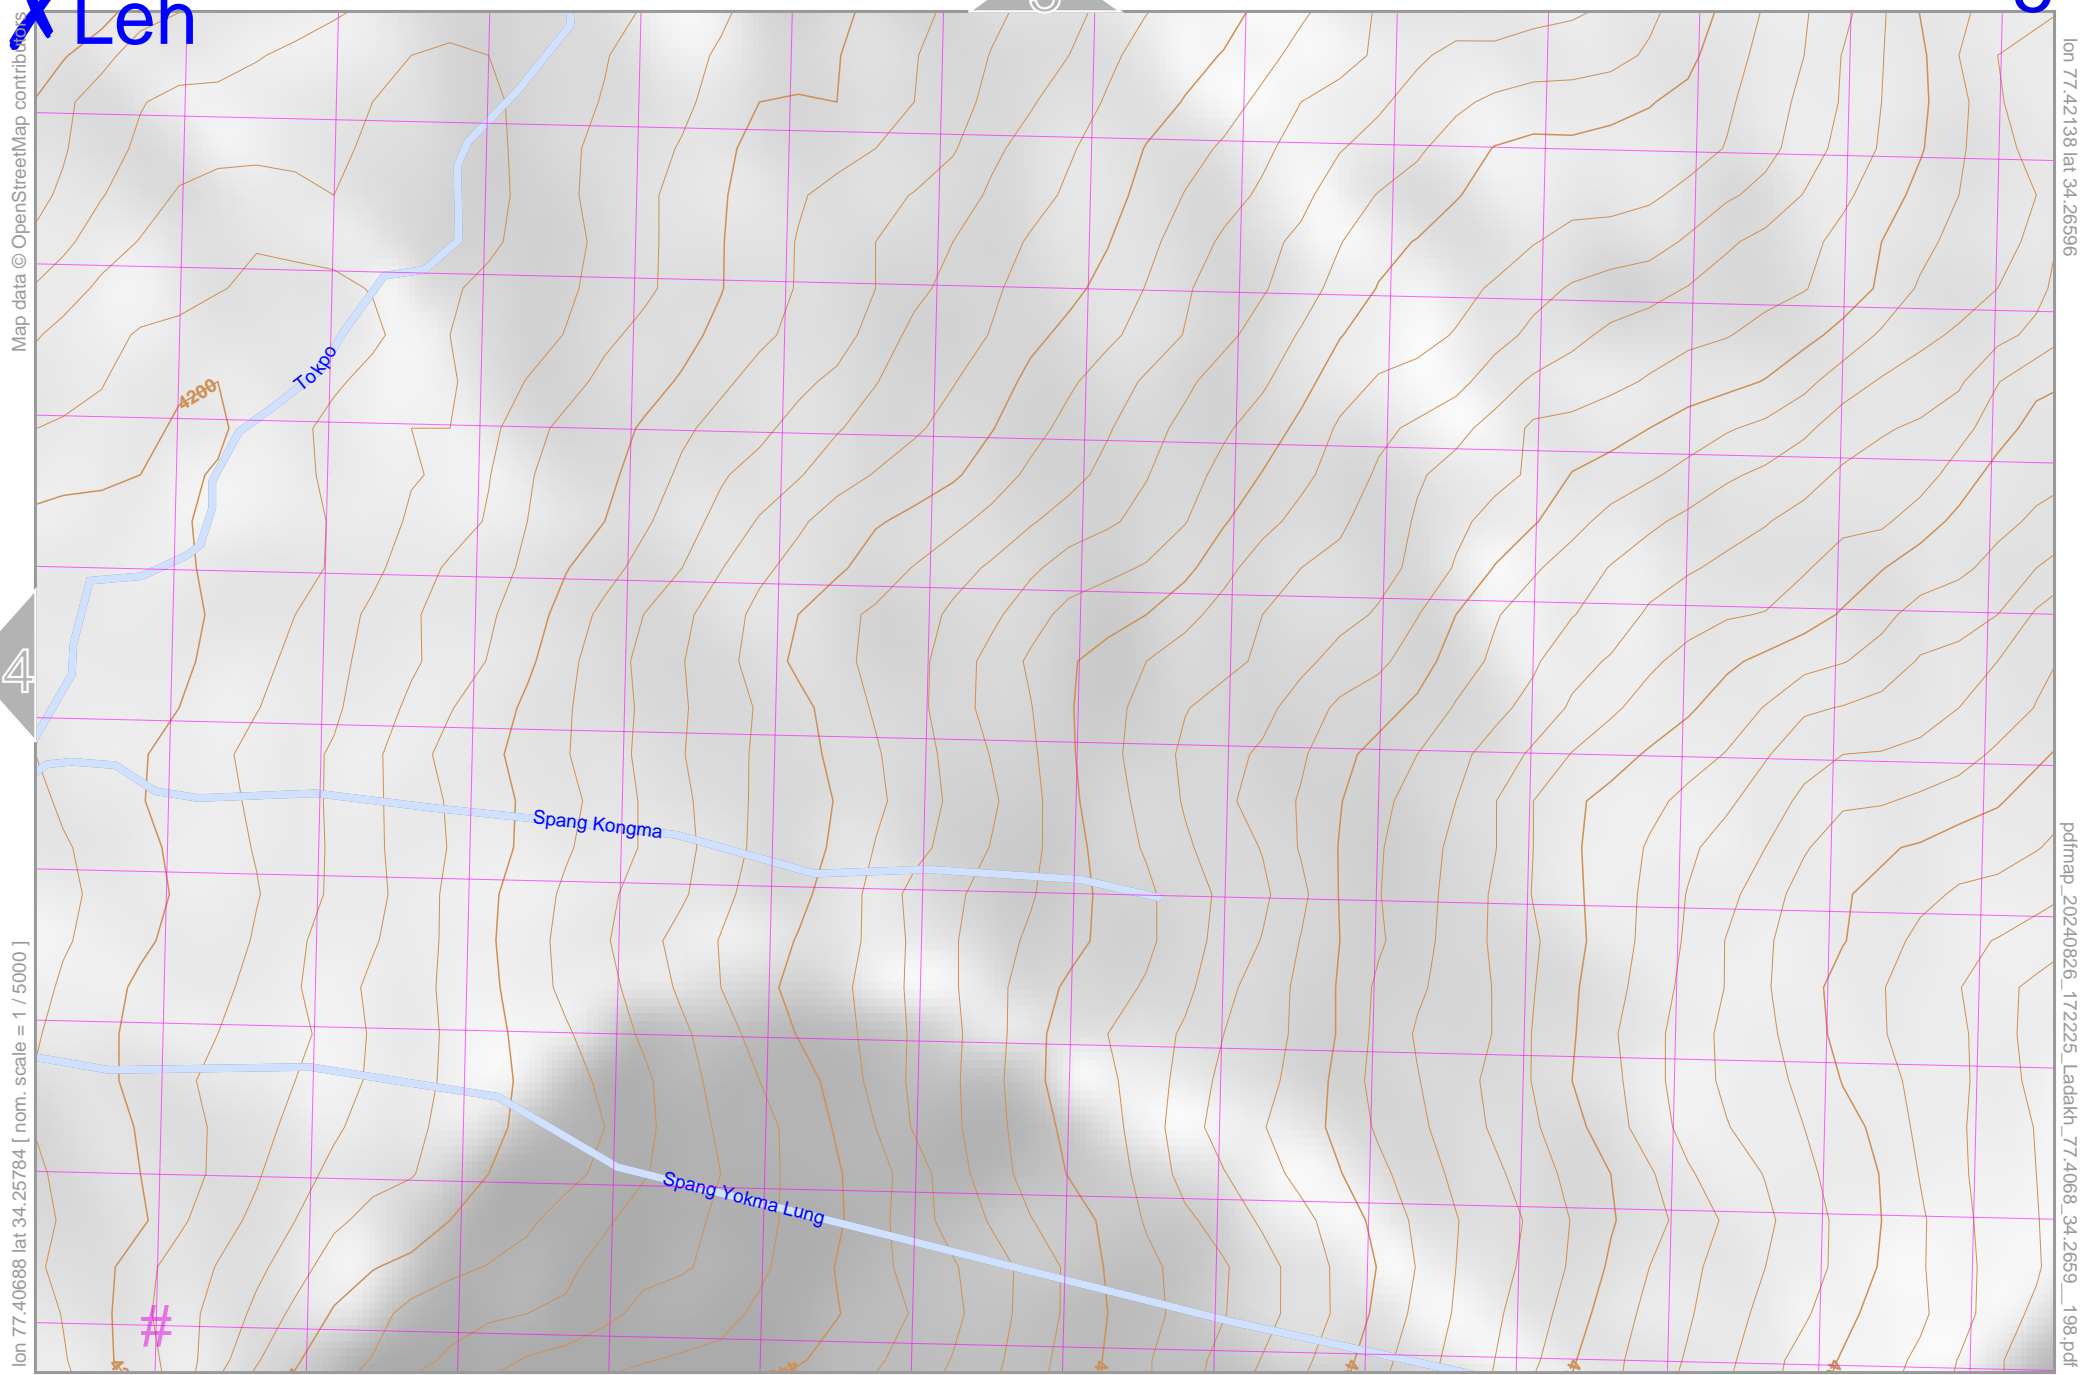 ✗ Leh
Map data © OpenStreetMap contributors
lon 77.42138 lat 34.26596
Tokpo
4200
4
Spang Kongma
Spang Yokma Lung
lon 77.40688 lat 34.25784 [ nom. scale = 1 / 5000 ]
pdfmap_20240826_172225_Ladakh_77.4068_34.2659__198.pdf
#